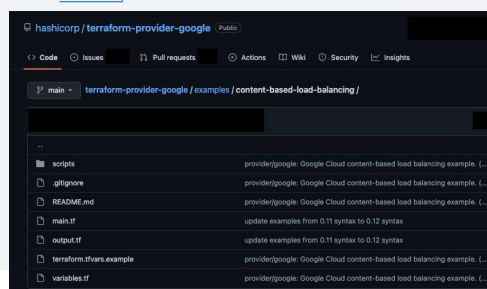 hashicorp / terraform-provider-google Public
Code Issues Pull requests Actions Wiki Security Insights
main terraform-provider-google / examples / content-based-load-balancing /
..
scripts provider/google: Google Cloud content-based load balancing example. (...
.gitignore provider/google: Google Cloud content-based load balancing example. (...
README.md provider/google: Google Cloud content-based load balancing example. (...
main.tf update examples from 0.11 syntax to 0.12 syntax
output.tf update examples from 0.11 syntax to 0.12 syntax
terraform.tfvars.example provider/google: Google Cloud content-based load balancing example. (...
variables.tf provider/google: Google Cloud content-based load balancing example. (...